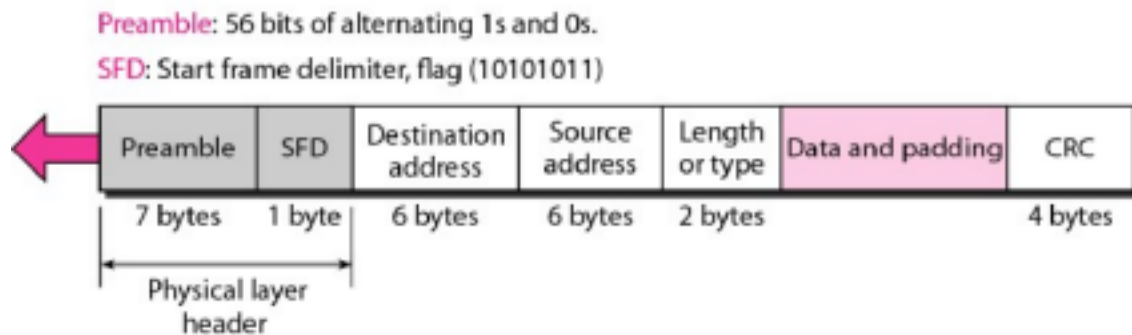 Preamble: 56 bits of alternating 1s and 0s.
SFD: Start frame delimiter, flag (10101011)
Preamble
SFD
Destination
address
Source
address
Length
or type
Data and padding
CRC
7 bytes
1 byte
6 bytes
6 bytes
2 bytes
4 bytes
Physical layer
header